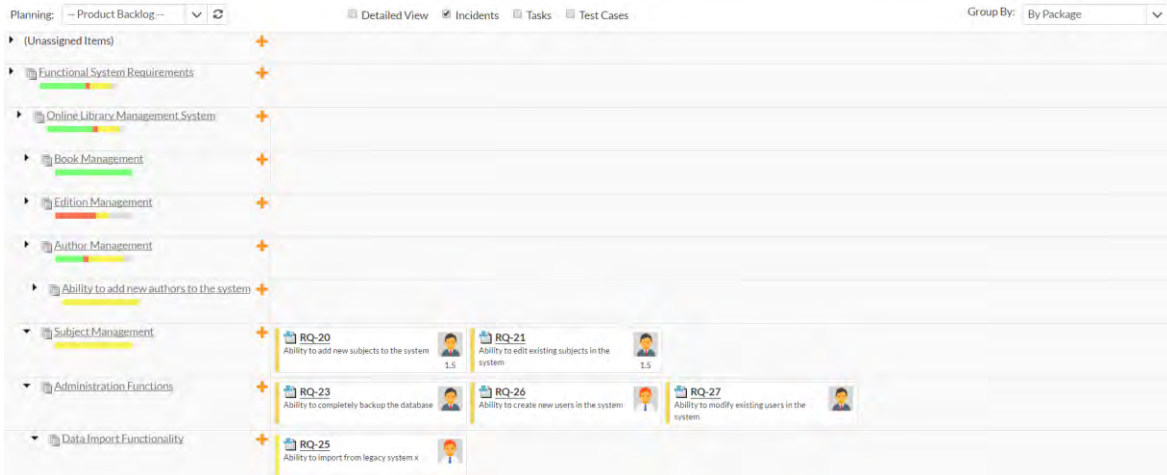 Planning: -- Product Backlog -- Detailed View Incidents Tasks Test Cases Group By: By Package
(Unassigned Items)
Functional System Requirements
Online Library Management System
Book Management
Edition Management
Author Management
Ability to add new authors to the system
Subject Management
RQ-20
Ability to add new subjects to the system
1.5
RQ-21
Ability to edit existing subjects in the
system
1.5
Administration Functions
RQ-23
Ability to completely backup the database
RQ-26
Ability to create new users in the system
RQ-27
Ability to modify existing users in the
system
Data Import Functionality
RQ-25
Ability to import from legacy system x